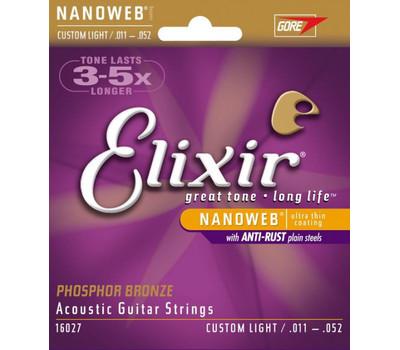 NANOWEB®
CUSTOM LIGHT / .011 – .052
GORE
TONE LASTS
3-5x
LONGER
Elixir®
great tone • long life™
NANOWEB®
ultra thin
coating
with ANTI-RUST plain steels
PHOSPHOR BRONZE
Acoustic Guitar Strings
16027
CUSTOM LIGHT / .011 – .052